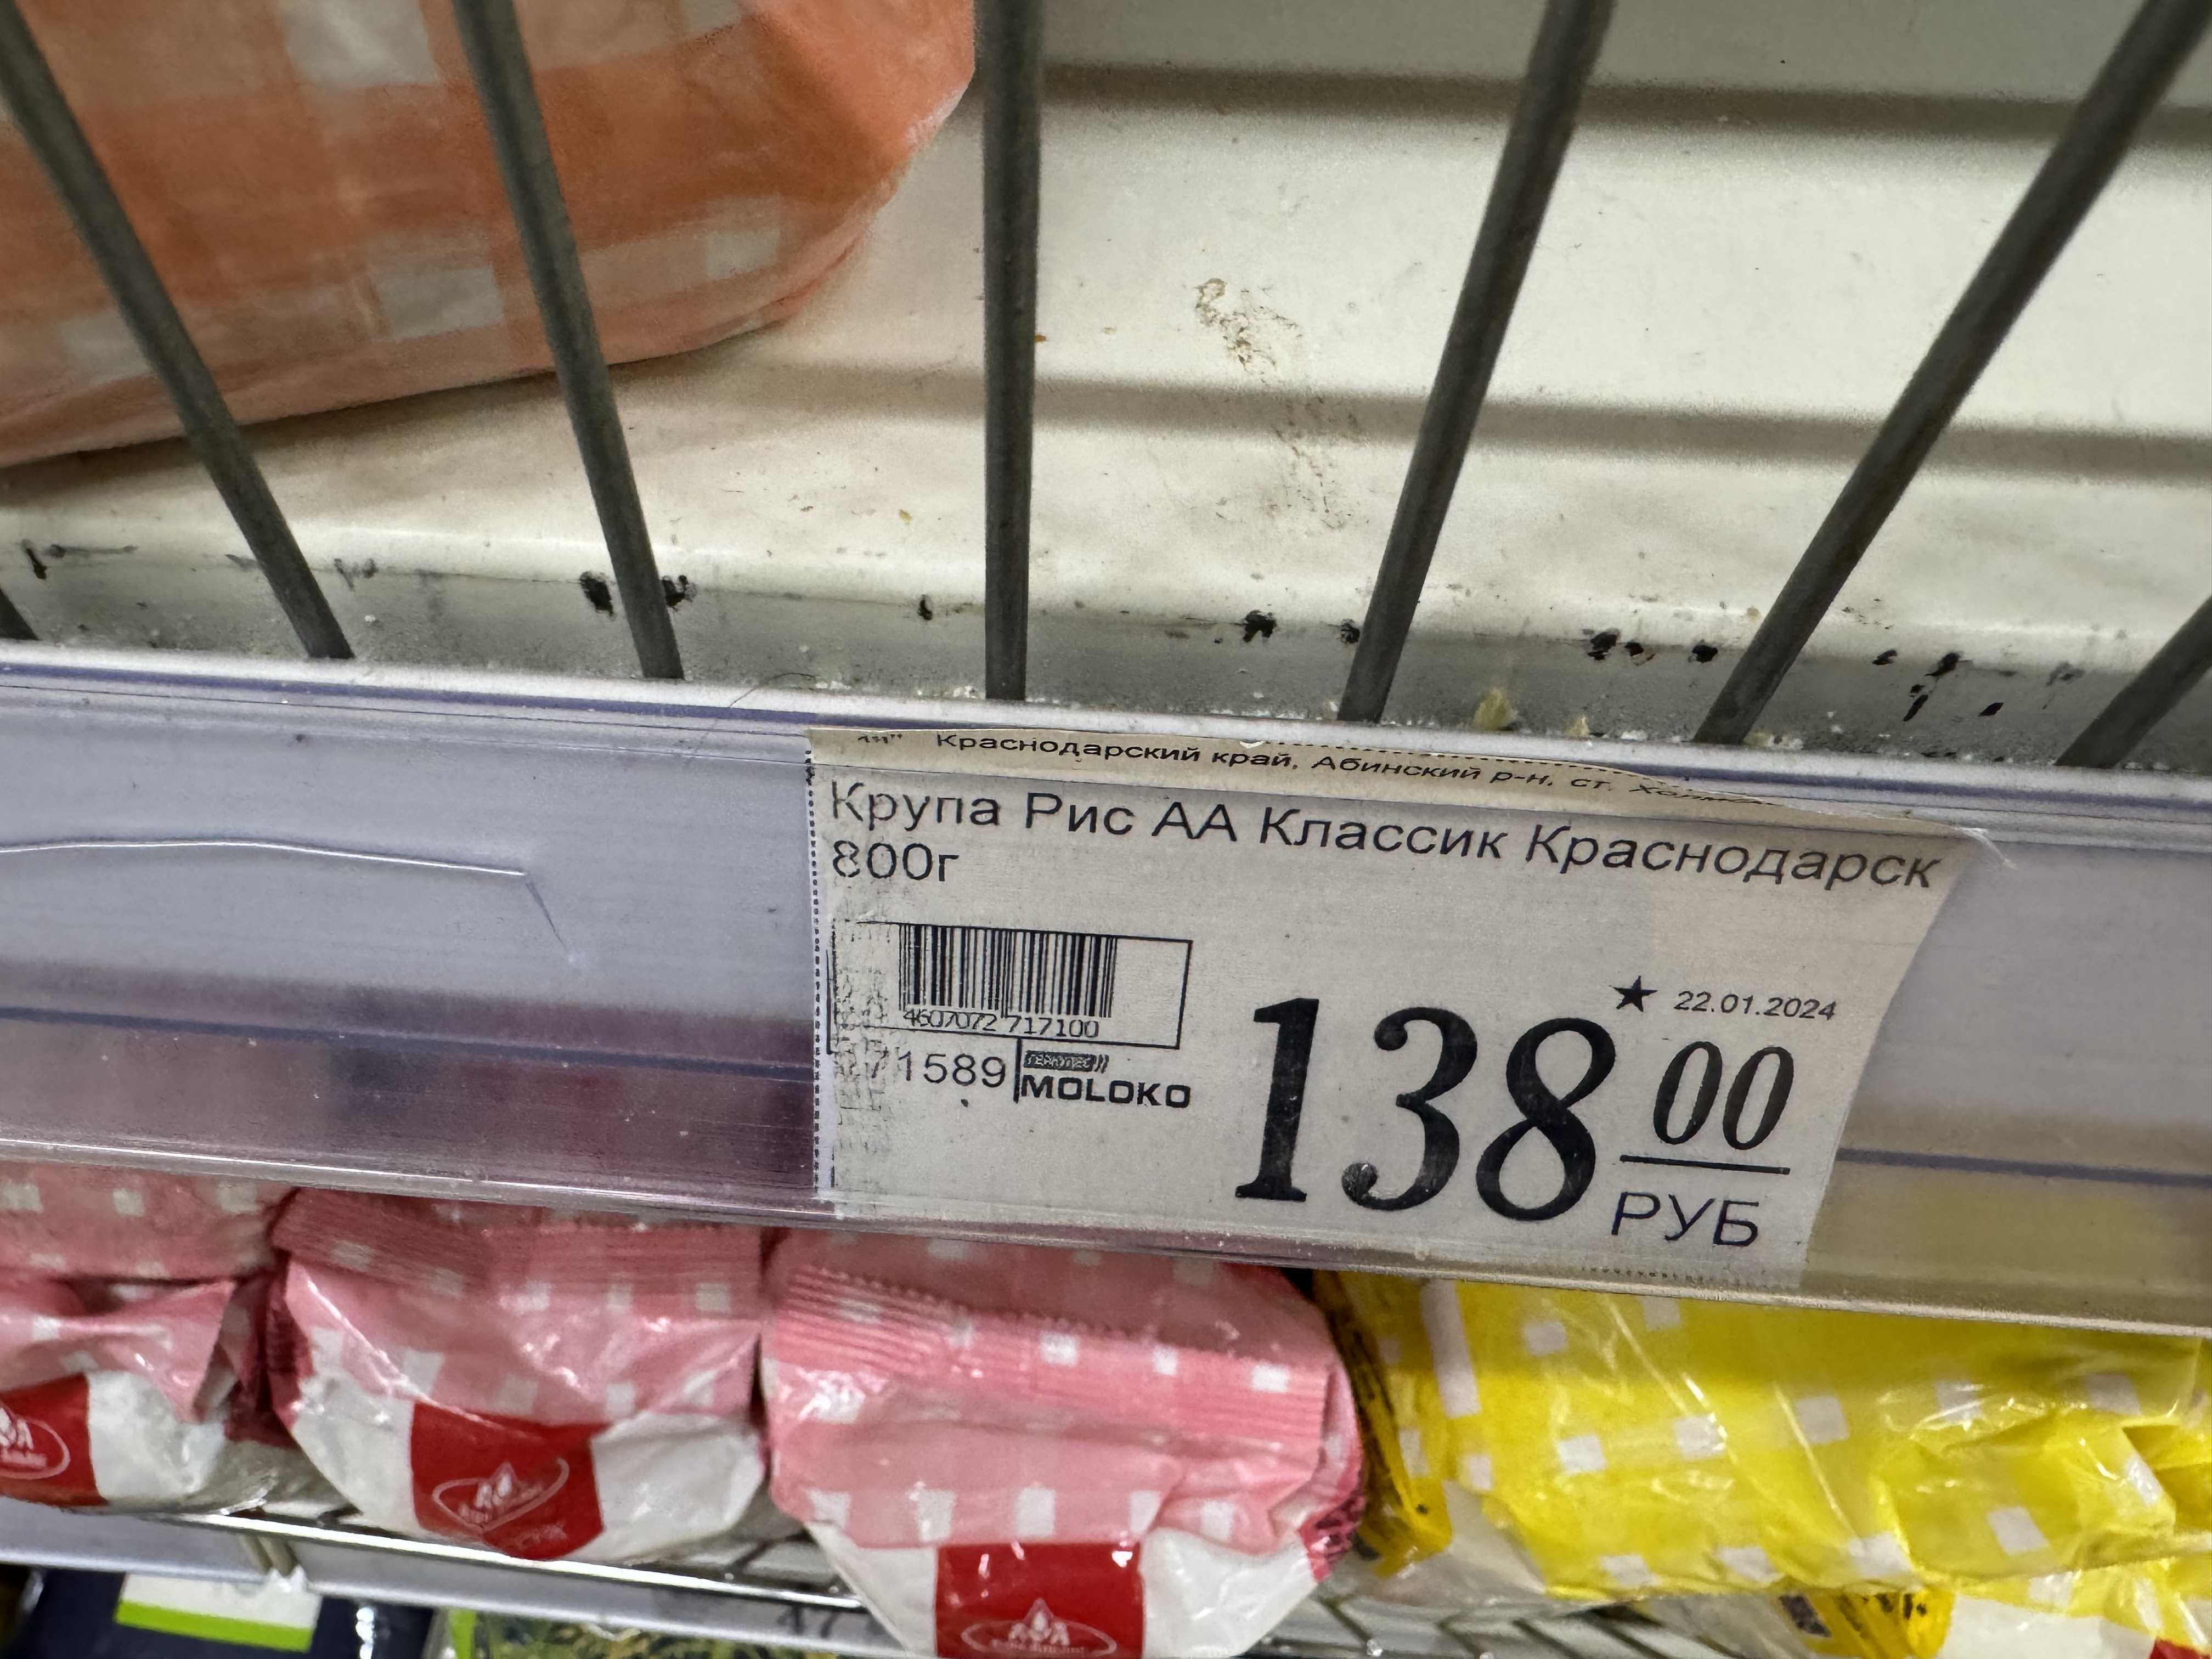 Краснодарский край, Абинский р-н, ст.
Крупа Рис АА Классик Краснодарск
800г
4607072 717100
★ 22.01.2024
71589
MOLOKO
138 00
РУБ